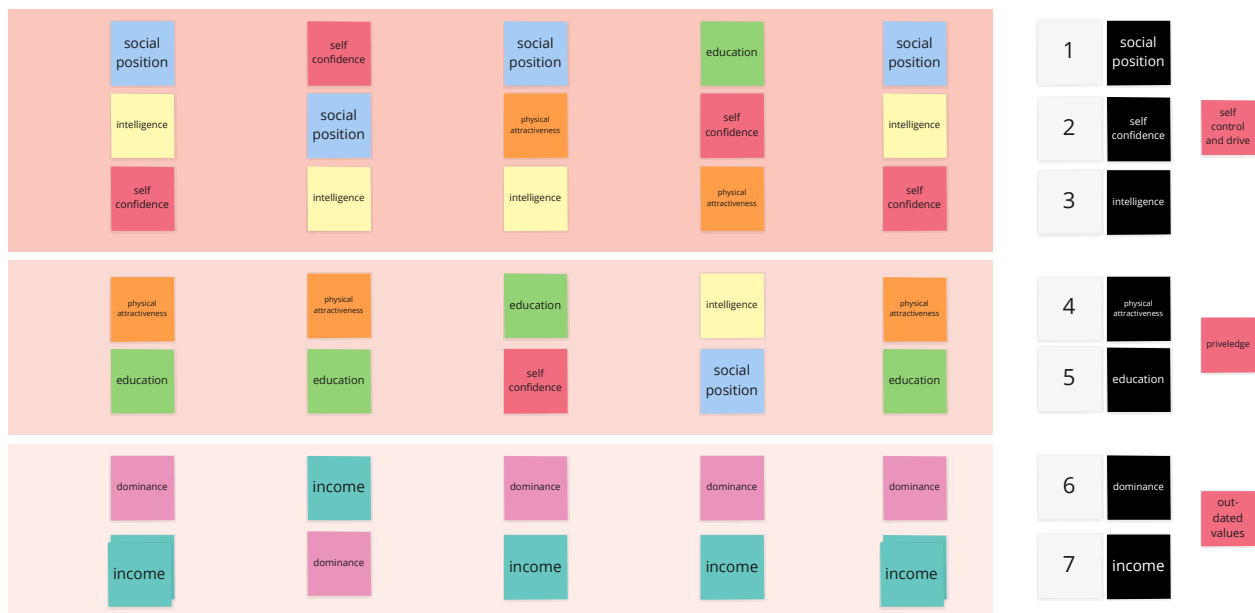 social
position
self
confidence
social
position
education
social
position
1
social
position
intelligence
social
position
physical
attractiveness
self
confidence
intelligence
2
self
confidence
self
control
and drive
self
confidence
intelligence
intelligence
physical
attractiveness
self
confidence
3
intelligence
physical
attractiveness
physical
attractiveness
education
intelligence
physical
attractiveness
4
physical
attractiveness
priveledge
education
education
self
confidence
social
position
education
5
education
dominance
income
dominance
dominance
dominance
6
dominance
out-
dated
values
income
dominance
income
income
income
7
income